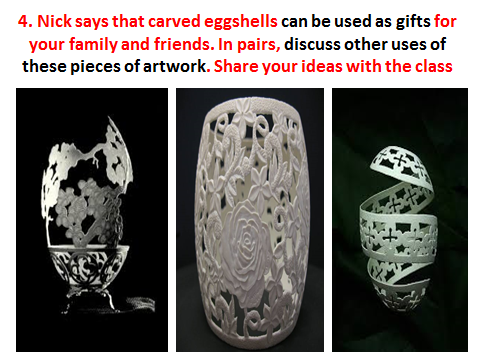 4. Nick says that carved eggshells can be used as gifts for
your family and friends. In pairs, discuss other uses of
these pieces of artwork. Share your ideas with the class